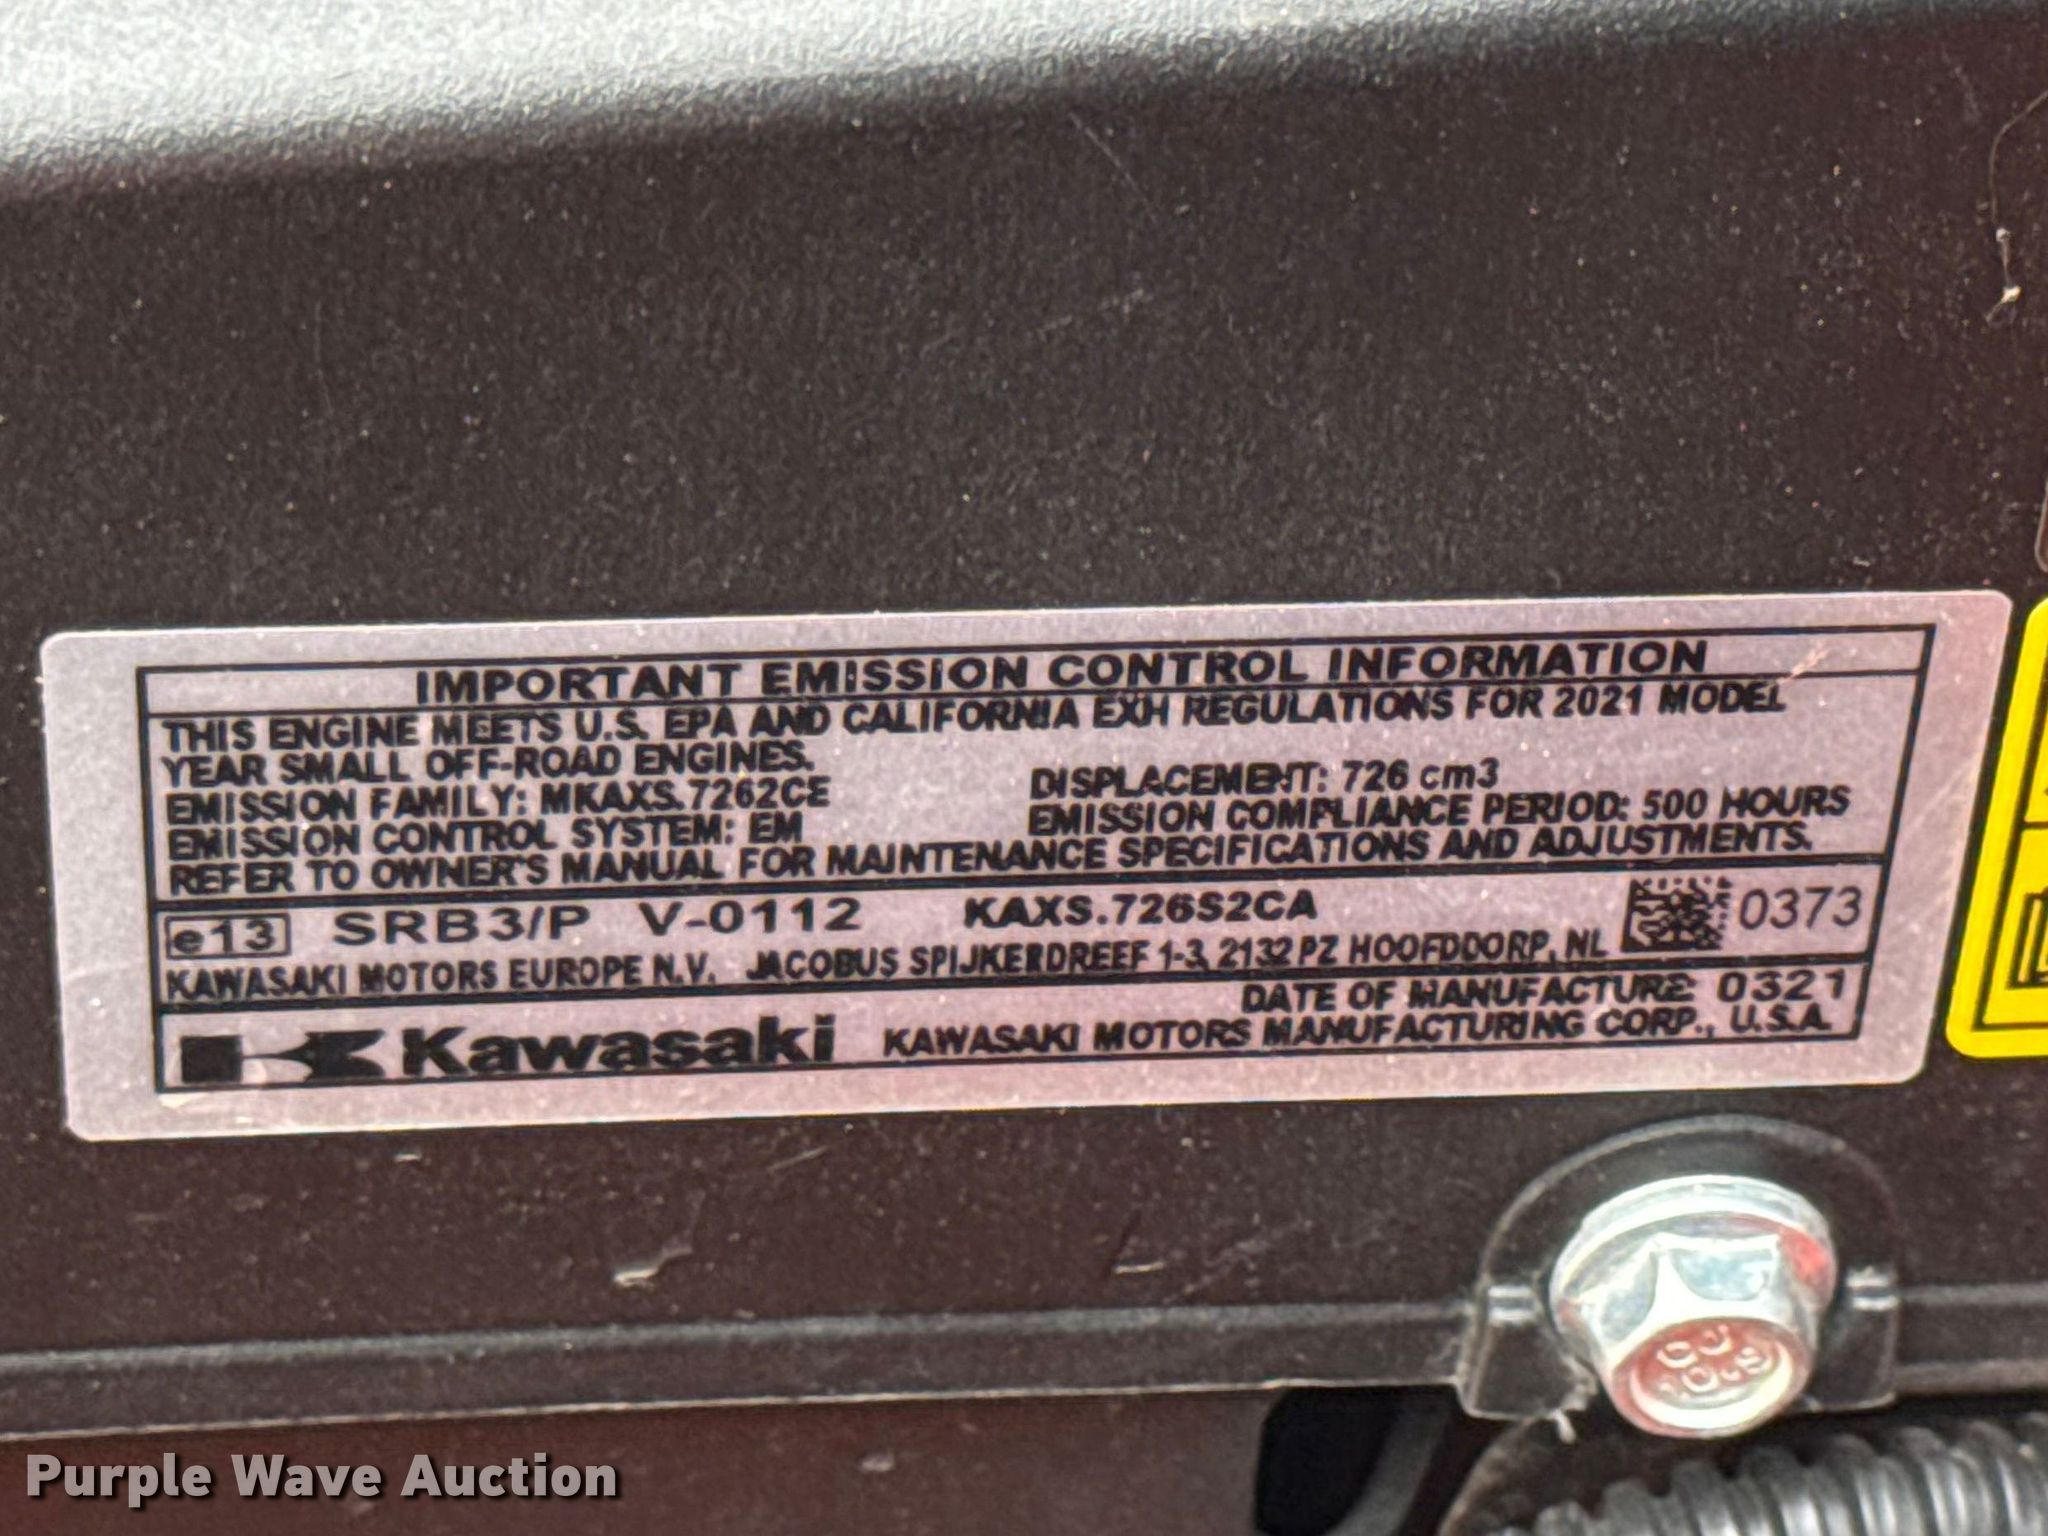 IMPORTANT EMISSION CONTROL INFORMATION
THIS ENGINE MEETS U.S. EPA AND CALIFORNIA EXH REGULATIONS FOR 2021 MODEL
YEAR SMALL OFF-ROAD ENGINES.
EMISSION FAMILY: MKAXS.7262CE DISPLACEMENT: 726 cm3
EMISSION CONTROL SYSTEM: EM EMISSION COMPLIANCE PERIOD: 500 HOURS
REFER TO OWNER'S MANUAL FOR MAINTENANCE SPECIFICATIONS AND ADJUSTMENTS.
e13 SRB3/P V-0112 KAXS.726S2CA 0373
KAWASAKI MOTORS EUROPE N.V. JACOBUS SPIJKERDREEF 1-3, 2132 PZ HOOFDDORP, NL
DATE OF MANUFACTURE 0321
Kawasaki KAWASAKI MOTORS MANUFACTURING CORP., U.S.A.
Purple Wave Auction